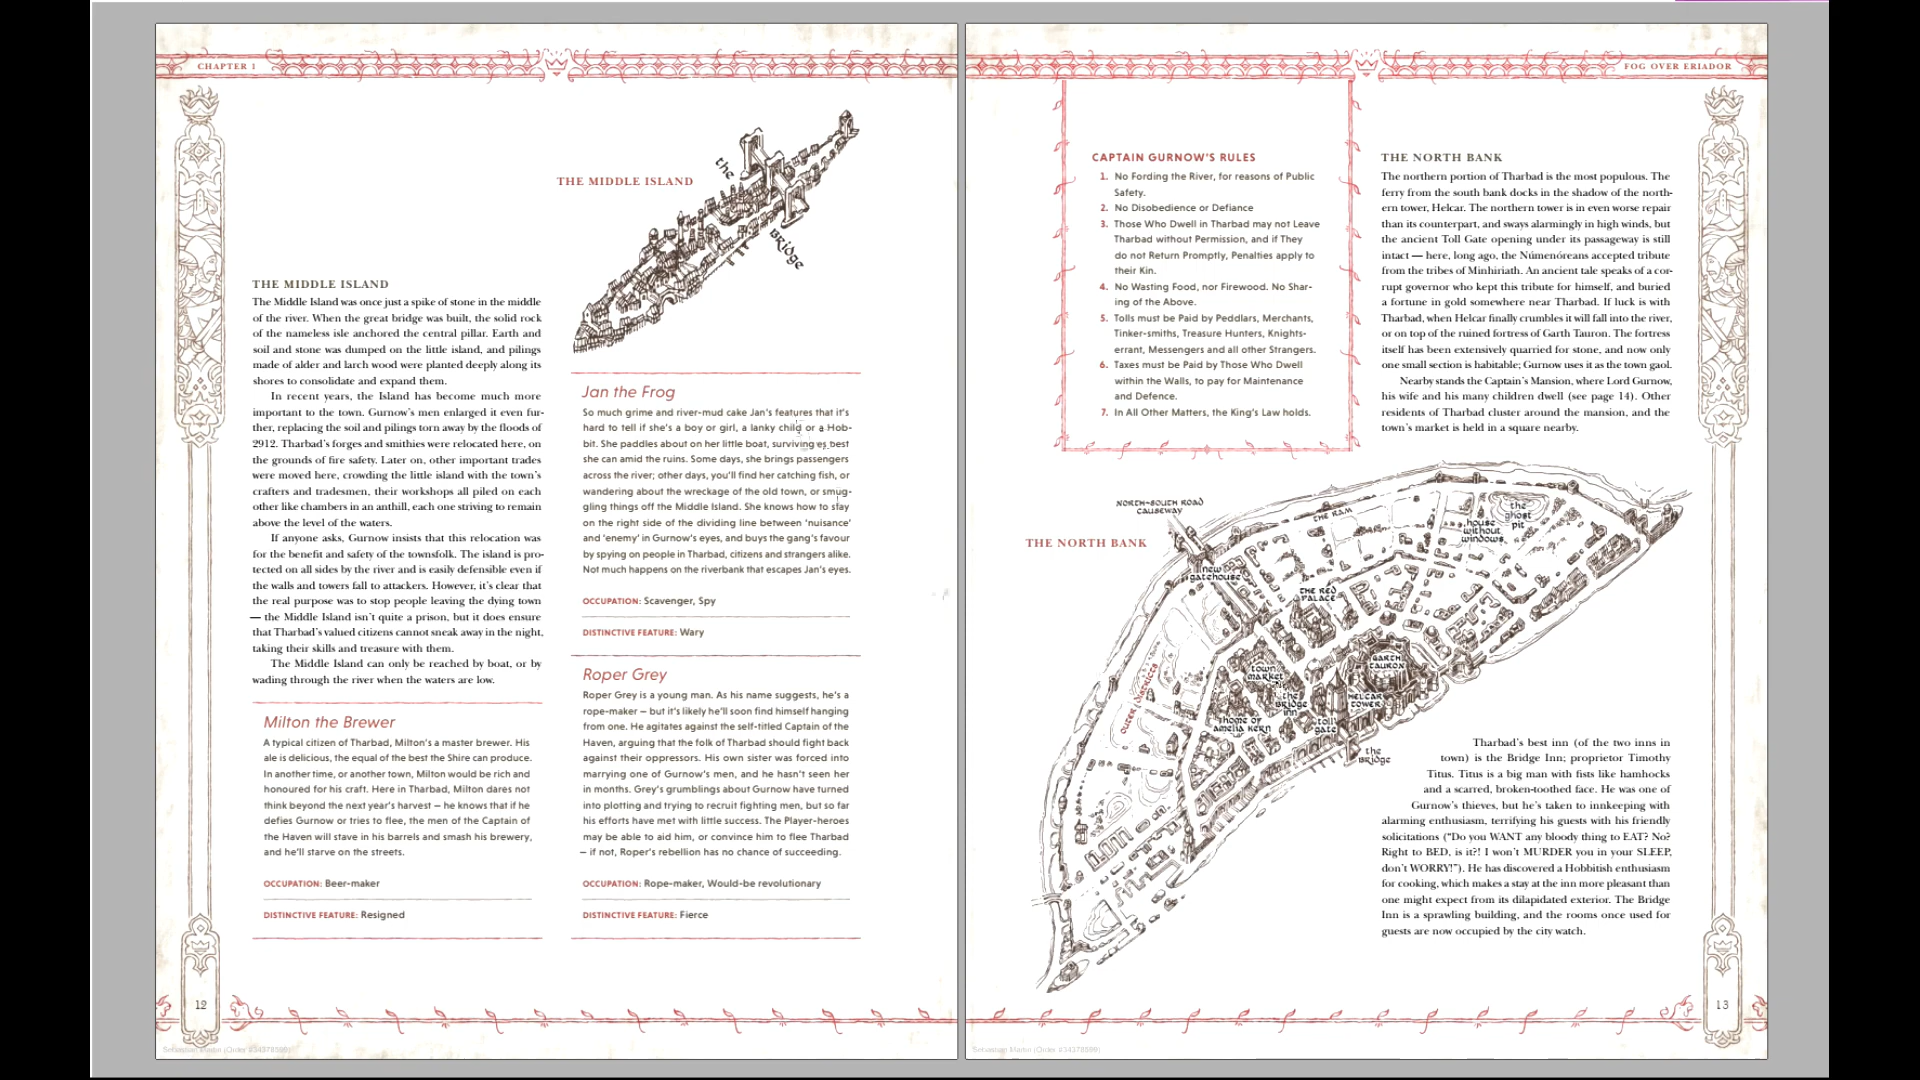 CHAPTER 1
THE MIDDLE ISLAND
the
Bridge
THE MIDDLE ISLAND
The Middle Island was once just a spike of stone in the middle
of the river. When the great bridge was built, the solid rock
of the nameless isle anchored the central pillar. Earth and
soil and stone was dumped on the little island, and pilings
made of alder and larch wood were planted deeply along its
shores to consolidate and expand them.
In recent years, the Island has become much more
important to the town. Gurnow's men enlarged it even fur-
ther, replacing the soil and pilings torn away by the floods of
2912. Tharbad's forges and smithies were relocated here, on
the grounds of fire safety. Later on, other important trades
were moved here, crowding the little island with the town's
crafters and tradesmen, their workshops all piled on each
other like chambers in an anthill, each one striving to remain
above the level of the waters.
If anyone asks, Gurnow insists that this relocation was
for the benefit and safety of the townsfolk. The island is pro-
tected on all sides by the river and is easily defensible even if
the walls and towers fall to attackers. However, it's clear that
the real purpose was to stop people leaving the dying town
— the Middle Island isn't quite a prison, but it does ensure
that Tharbad's valued citizens cannot sneak away in the night,
taking their skills and treasure with them.
The Middle Island can only be reached by boat, or by
wading through the river when the waters are low.
Milton the Brewer
A typical citizen of Tharbad, Milton's a master brewer. His
ale is delicious, the equal of the best the Shire can produce.
In another time, or another town, Milton would be rich and
honoured for his craft. Here in Tharbad, Milton dares not
think beyond the next year's harvest — he knows that if he
defies Gurnow or tries to flee, the men of the Captain of
the Haven will stave in his barrels and smash his brewery,
and he'll starve on the streets.
OCCUPATION: Beer-maker
DISTINCTIVE FEATURE: Resigned
Jan the Frog
So much grime and river-mud cake Jan's features that it's
hard to tell if she's a boy or girl, a lanky child or a Hob-
bit. She paddles about on her little boat, surviving as best
she can amid the ruins. Some days, she brings passengers
across the river; other days, you'll find her catching fish, or
wandering about the wreckage of the old town, or smug-
gling things off the Middle Island. She knows how to stay
on the right side of the dividing line between 'nuisance'
and 'enemy' in Gurnow's eyes, and buys the gang's favour
by spying on people in Tharbad, citizens and strangers alike.
Not much happens on the riverbank that escapes Jan's eyes.
OCCUPATION: Scavenger, Spy
DISTINCTIVE FEATURE: Wary
Roper Grey
Roper Grey is a young man. As his name suggests, he's a
rope-maker — but it's likely he'll soon find himself hanging
from one. He agitates against the self-titled Captain of the
Haven, arguing that the folk of Tharbad should fight back
against their oppressors. His own sister was forced into
marrying one of Gurnow's men, and he hasn't seen her
in months. Grey's grumblings about Gurnow have turned
into plotting and trying to recruit fighting men, but so far
his efforts have met with little success. The Player-heroes
may be able to aid him, or convince him to flee Tharbad
— if not, Roper's rebellion has no chance of succeeding.
OCCUPATION: Rope-maker, Would-be revolutionary
DISTINCTIVE FEATURE: Fierce
12
Sebastian Martin (Order #34378599)
FOG OVER ERIADOR
CAPTAIN GURNOW'S RULES
1. No Fording the River, for reasons of Public
Safety.
2. No Disobedience or Defiance
3. Those Who Dwell in Tharbad may not Leave
Tharbad without Permission, and if They
do not Return Promptly, Penalties apply to
their Kin.
4. No Wasting Food, nor Firewood. No Shar-
ing of the Above.
5. Tolls must be Paid by Peddlars, Merchants,
Tinker-smiths, Treasure Hunters, Knights-
errant, Messengers and all other Strangers.
6. Taxes must be Paid by Those Who Dwell
within the Walls, to pay for Maintenance
and Defence.
7. In All Other Matters, the King's Law holds.
THE NORTH BANK
The northern portion of Tharbad is the most populous. The
ferry from the south bank docks in the shadow of the north-
ern tower, Helcar. The northern tower is in even worse repair
than its counterpart, and sways alarmingly in high winds, but
the ancient Toll Gate opening under its passageway is still
intact — here, long ago, the Númenóreans accepted tribute
from the tribes of Minhiriath. An ancient tale speaks of a cor-
rupt governor who kept this tribute for himself, and buried
a fortune in gold somewhere near Tharbad. If luck is with
Tharbad, when Helcar finally crumbles it will fall into the river,
or on top of the ruined fortress of Garth Tauron. The fortress
itself has been extensively quarried for stone, and now only
one small section is habitable; Gurnow uses it as the town gaol.
Nearby stands the Captain's Mansion, where Lord Gurnow,
his wife and his many children dwell (see page 14). Other
residents of Tharbad cluster around the mansion, and the
town's market is held in a square nearby.
THE NORTH BANK
North-South Road
Causeway
The Ram
the
ghost
pit
house
without
windows
new
gatehouse
The Red
Palace
Outer Districts
town
market
Garth
Tauron
the
Bridge
Inn
Helcar
Tower
home of
Amelia Kern
toll
gate
the
Bridge
Tharbad's best inn (of the two inns in
town) is the Bridge Inn; proprietor Timothy
Titus. Titus is a big man with fists like hamhocks
and a scarred, broken-toothed face. He was one of
Gurnow's thieves, but he's taken to innkeeping with
alarming enthusiasm, terrifying his guests with his friendly
solicitations ("Do you WANT any bloody thing to EAT? No?
Right to BED, is it?! I won't MURDER you in your SLEEP,
don't WORRY!"). He has discovered a Hobbitish enthusiasm
for cooking, which makes a stay at the inn more pleasant than
one might expect from its dilapidated exterior. The Bridge
Inn is a sprawling building, and the rooms once used for
guests are now occupied by the city watch.
13
Sebastian Martin (Order #34378599)